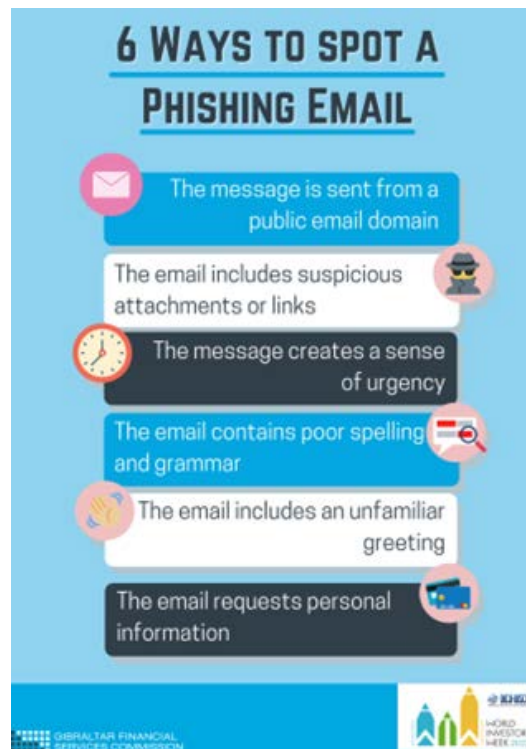 6 WAYS TO SPOT A
PHISHING EMAIL
The message is sent from a
public email domain
The email includes suspicious
attachments or links
The message creates a sense
of urgency
The email contains poor spelling
and grammar
The email includes an unfamiliar
greeting
The email requests personal
information
GIBRALTAR FINANCIAL
SERVICES COMMISSION
WORLD
INVESTOR
WEEK